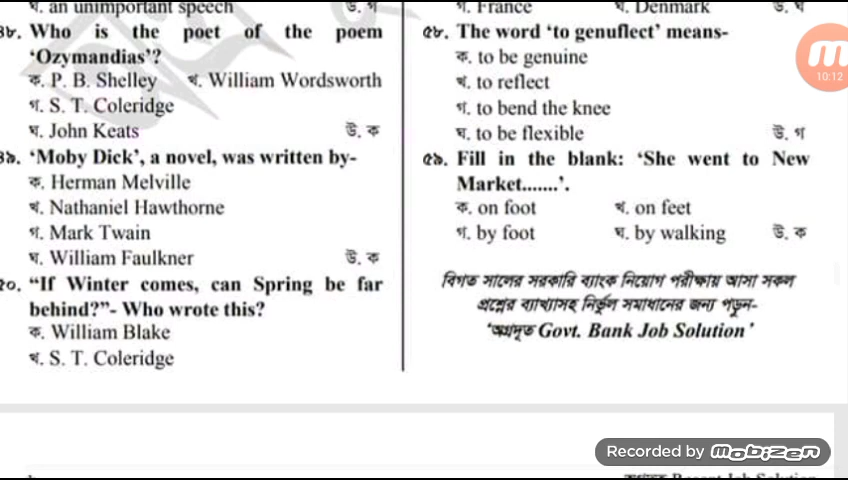 ঘ. an unimportant speech উ. গ
৪৮. Who is the poet of the poem
‘Ozymandias’?
ক. P. B. Shelley খ. William Wordsworth
গ. S. T. Coleridge
ঘ. John Keats উ. ক
৪৯. ‘Moby Dick’, a novel, was written by-
ক. Herman Melville
খ. Nathaniel Hawthorne
গ. Mark Twain
ঘ. William Faulkner উ. ক
৫০. “If Winter comes, can Spring be far
behind?”- Who wrote this?
ক. William Blake
খ. S. T. Coleridge
গ. France ঘ. Denmark উ. ঘ
৫৮. The word ‘to genuflect’ means-
ক. to be genuine
খ. to reflect
গ. to bend the knee
ঘ. to be flexible উ. গ
৫৯. Fill in the blank: ‘She went to New
Market.......’.
ক. on foot খ. on feet
গ. by foot ঘ. by walking উ. ক
বিগত সালের সরকারি ব্যাংক নিয়োগ পরীক্ষায় আসা সকল
প্রশ্নের ব্যাখ্যাসহ নির্ভুল সমাধানের জন্য পড়ুন-
‘অগ্রদূত Govt. Bank Job Solution’
10:12
Recorded by mobizen